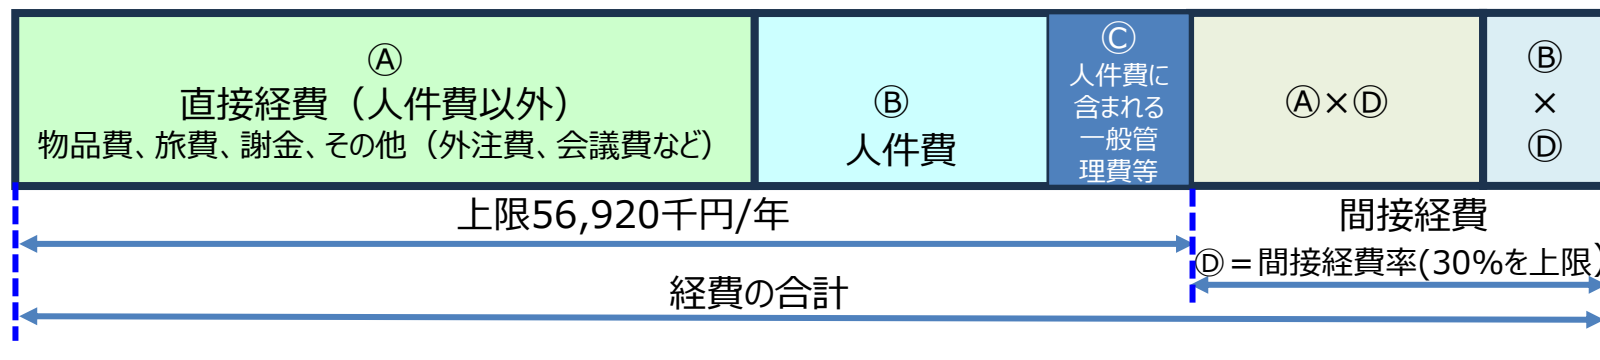 Ⓐ
直接経費（人件費以外）
物品費、旅費、謝金、その他（外注費、会議費など）
Ⓑ
人件費
Ⓒ
人件費に
含まれる
一般管
理費等
Ⓐ×Ⓓ
Ⓑ
×
Ⓓ
上限56,920千円/年
間接経費
Ⓓ＝間接経費率(30%を上限)
経費の合計